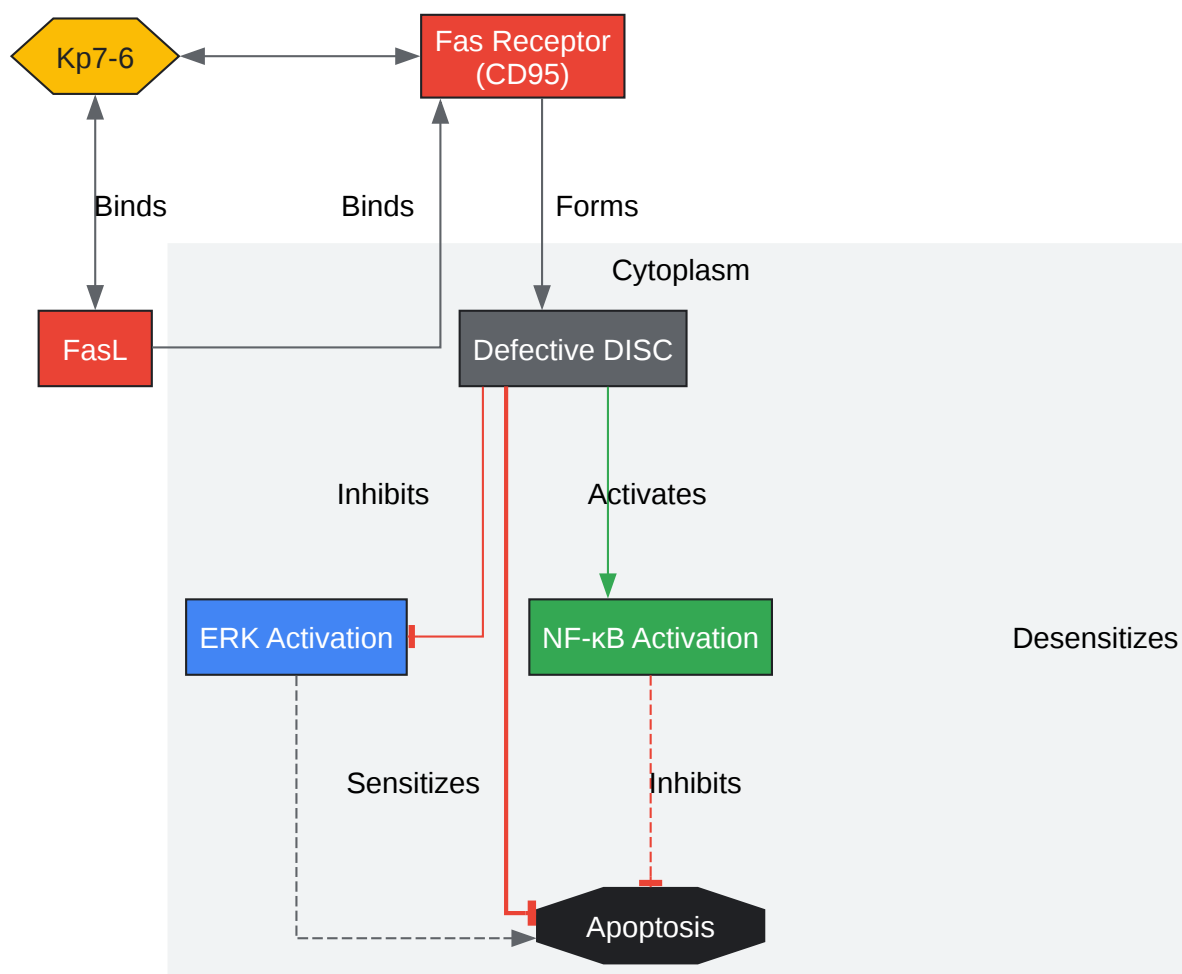 Kp7-6
Fas Receptor
(CD95)
Binds
Binds
Forms
Cytoplasm
FasL
Defective DISC
Inhibits
Activates
ERK Activation
NF-κB Activation
Desensitizes
Sensitizes
Inhibits
Apoptosis